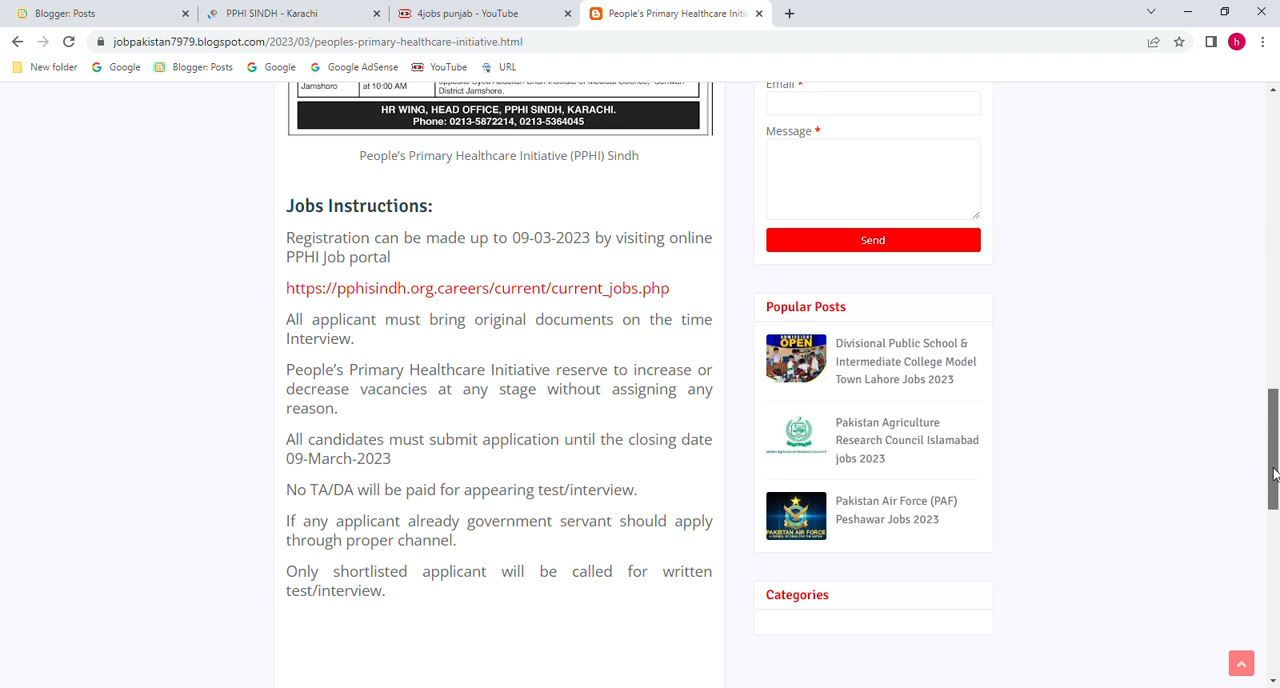 Blogger: Posts
PPHI SINDH - Karachi
4jobs punjab - YouTube
People's Primary Healthcare Initia
jobpakistan7979.blogspot.com/2023/03/peoples-primary-healthcare-initiative.html
h
New folder
Google
Blogger: Posts
Google
Google AdSense
YouTube
URL
Jamshoro
at 10:00 AM
District Jamshore.
HR WING, HEAD OFFICE, PPHI SINDH, KARACHI.
Phone: 0213-5872214, 0213-5364045
People's Primary Healthcare Initiative (PPHI) Sindh
Jobs Instructions:
Registration can be made up to 09-03-2023 by visiting online
PPHI Job portal
https://pphisindh.org.careers/current/current_jobs.php
All applicant must bring original documents on the time
Interview.
People's Primary Healthcare Initiative reserve to increase or
decrease vacancies at any stage without assigning any
reason.
All candidates must submit application until the closing date
09-March-2023
No TA/DA will be paid for appearing test/interview.
If any applicant already government servant should apply
through proper channel.
Only shortlisted applicant will be called for written
test/interview.
Email *
Message *
Send
Popular Posts
ADMISSIONS
OPEN
Divisional Public School &
Intermediate College Model
Town Lahore Jobs 2023
Pakistan Agriculture
Research Council Islamabad
jobs 2023
PAKISTAN AIR FORCE
Pakistan Air Force (PAF)
Peshawar Jobs 2023
Categories